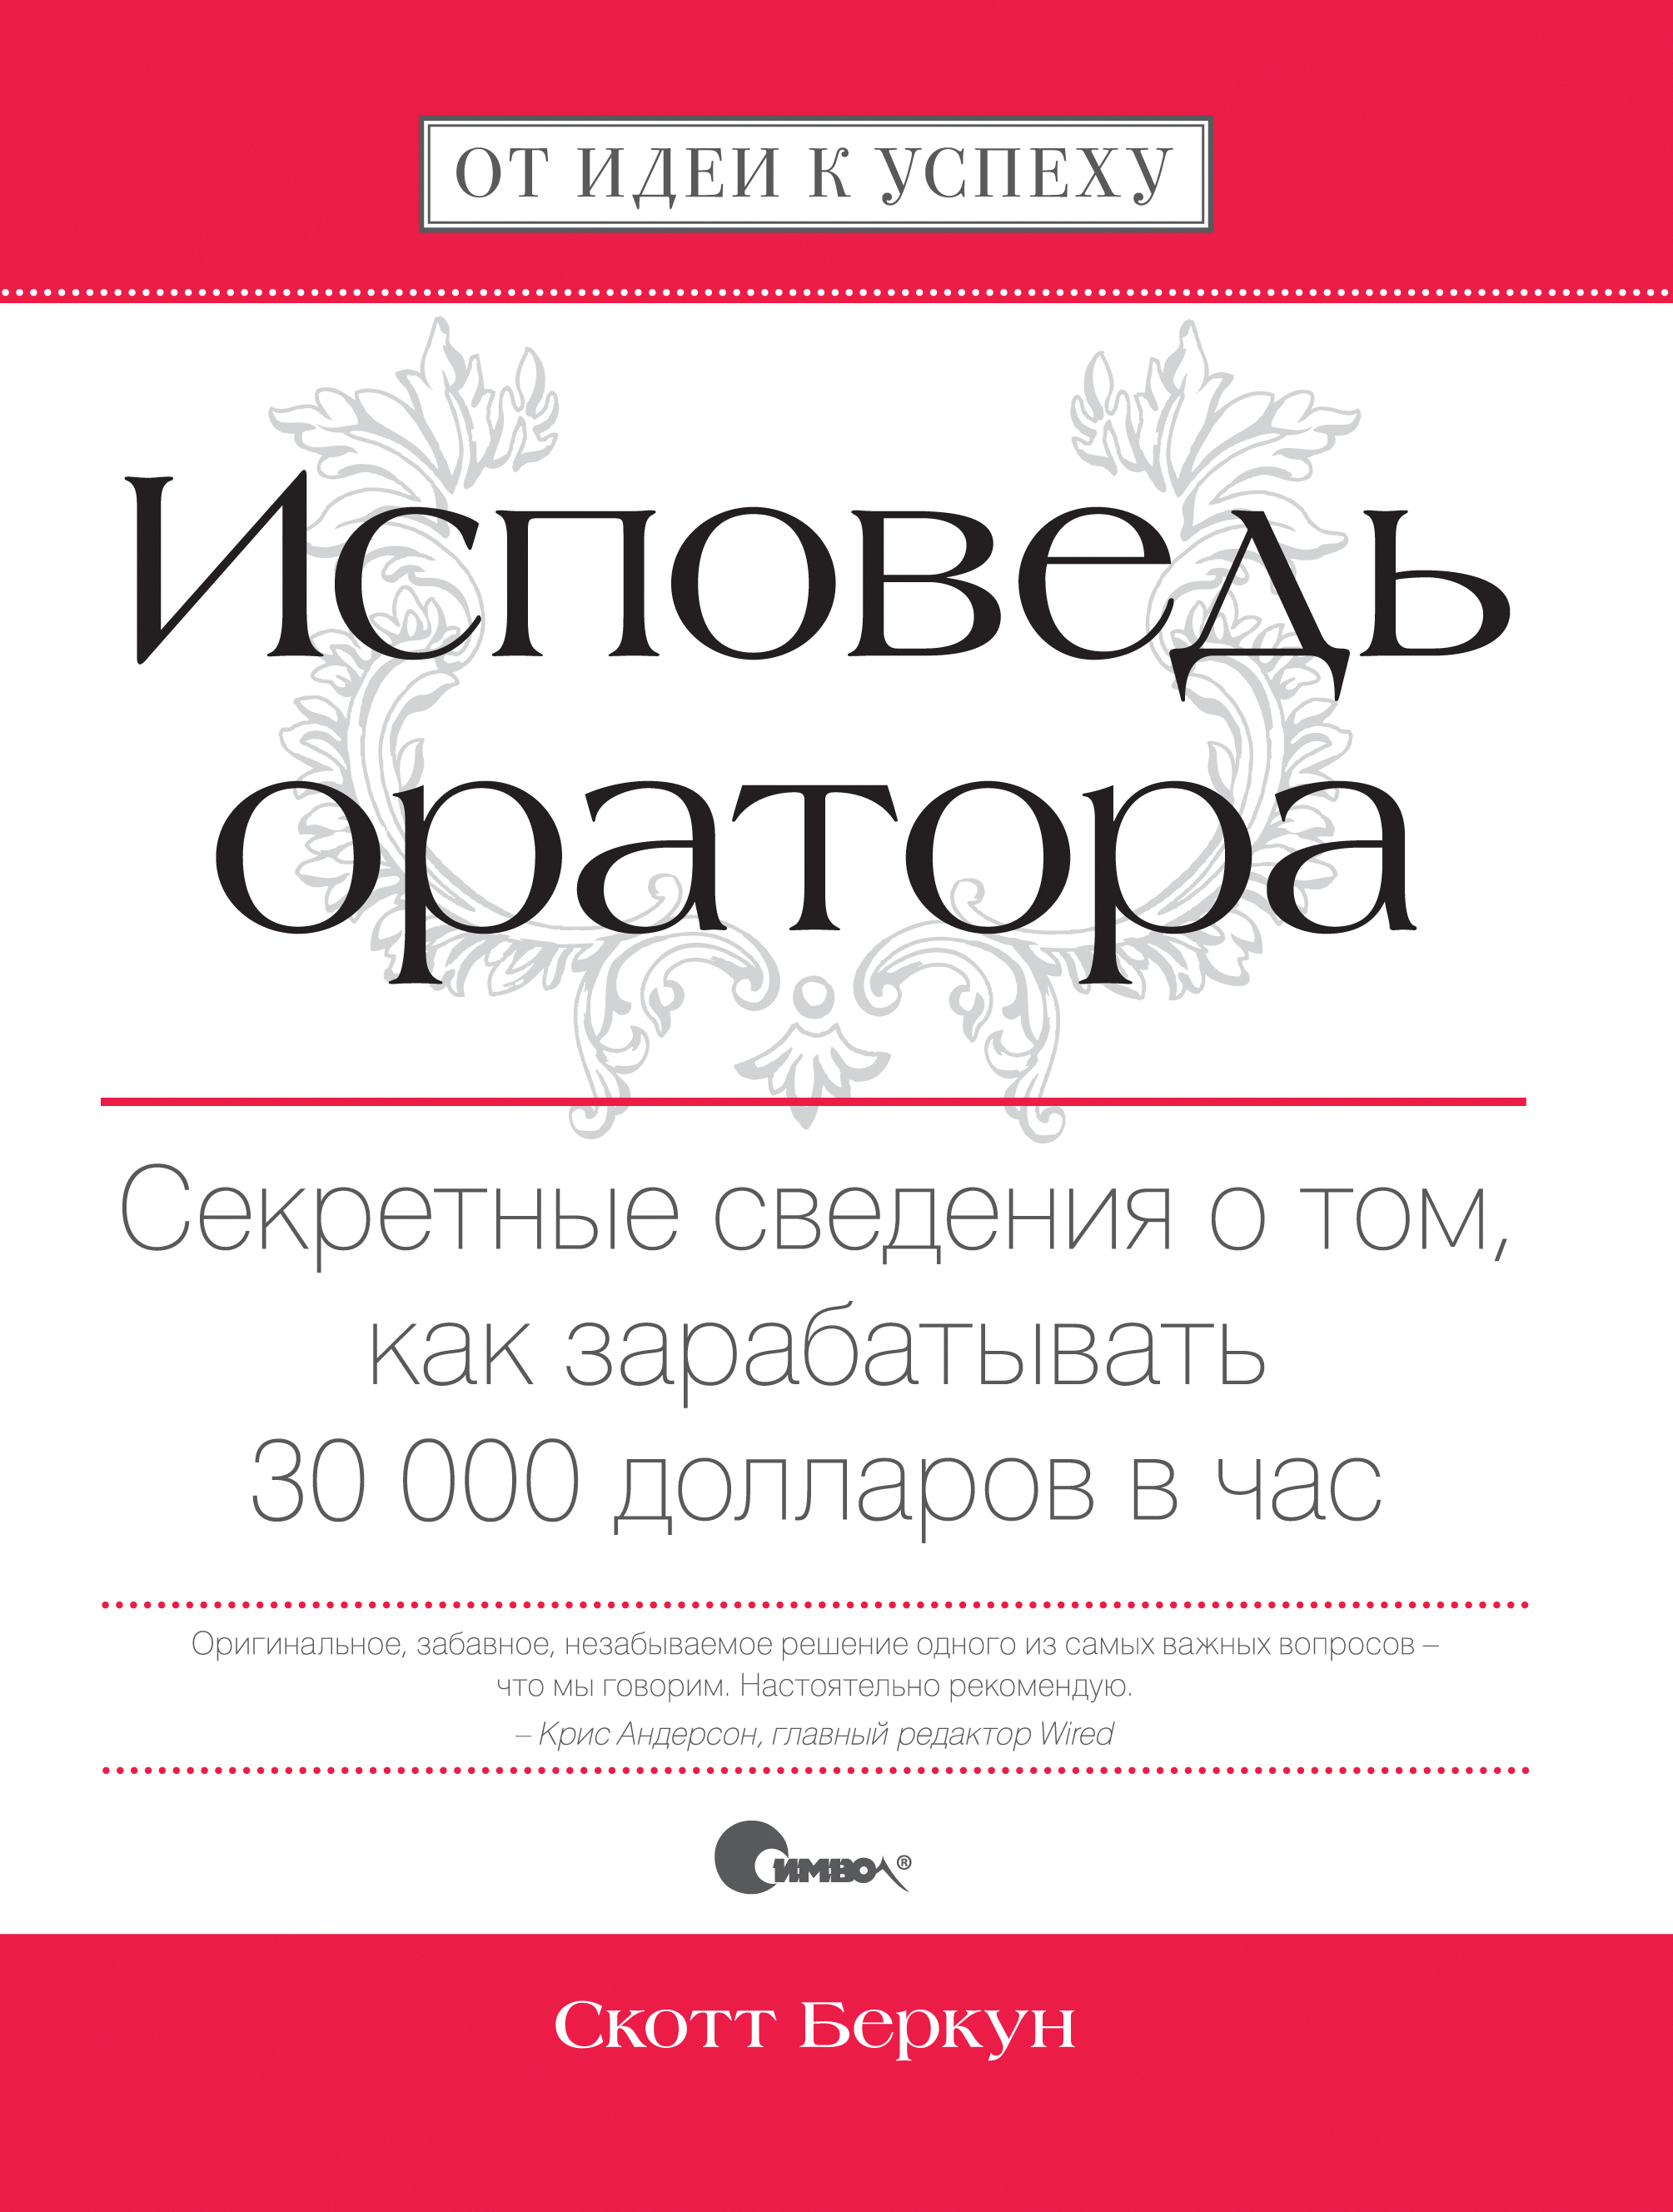 ОТ ИДЕИ К УСПЕХУ
Исповедь
оратора
Секретные сведения о том,
как зарабатывать
30 000 долларов в час
Оригинальное, забавное, незабываемое решение одного из самых важных вопросов –
что мы говорим. Настоятельно рекомендую.
– Крис Андерсон, главный редактор Wired
Символ®
Скотт Беркун